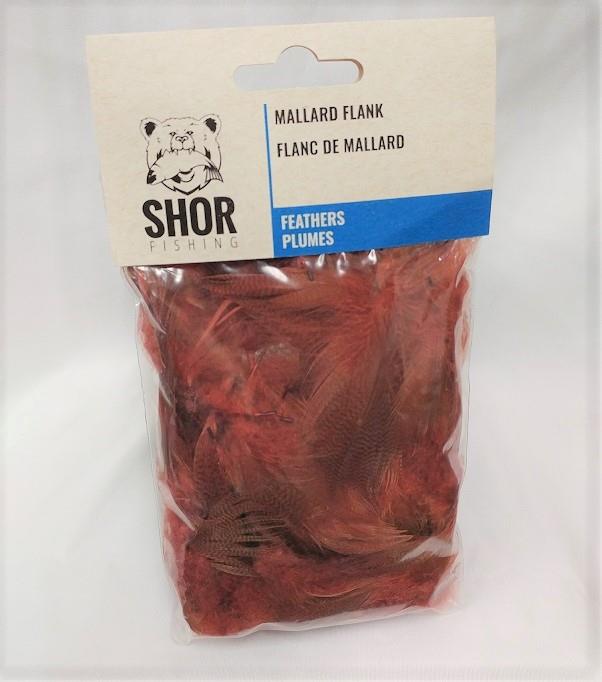 MALLARD FLANK
FLANC DE MALLARD
SHOR
FISHING
FEATHERS
PLUMES